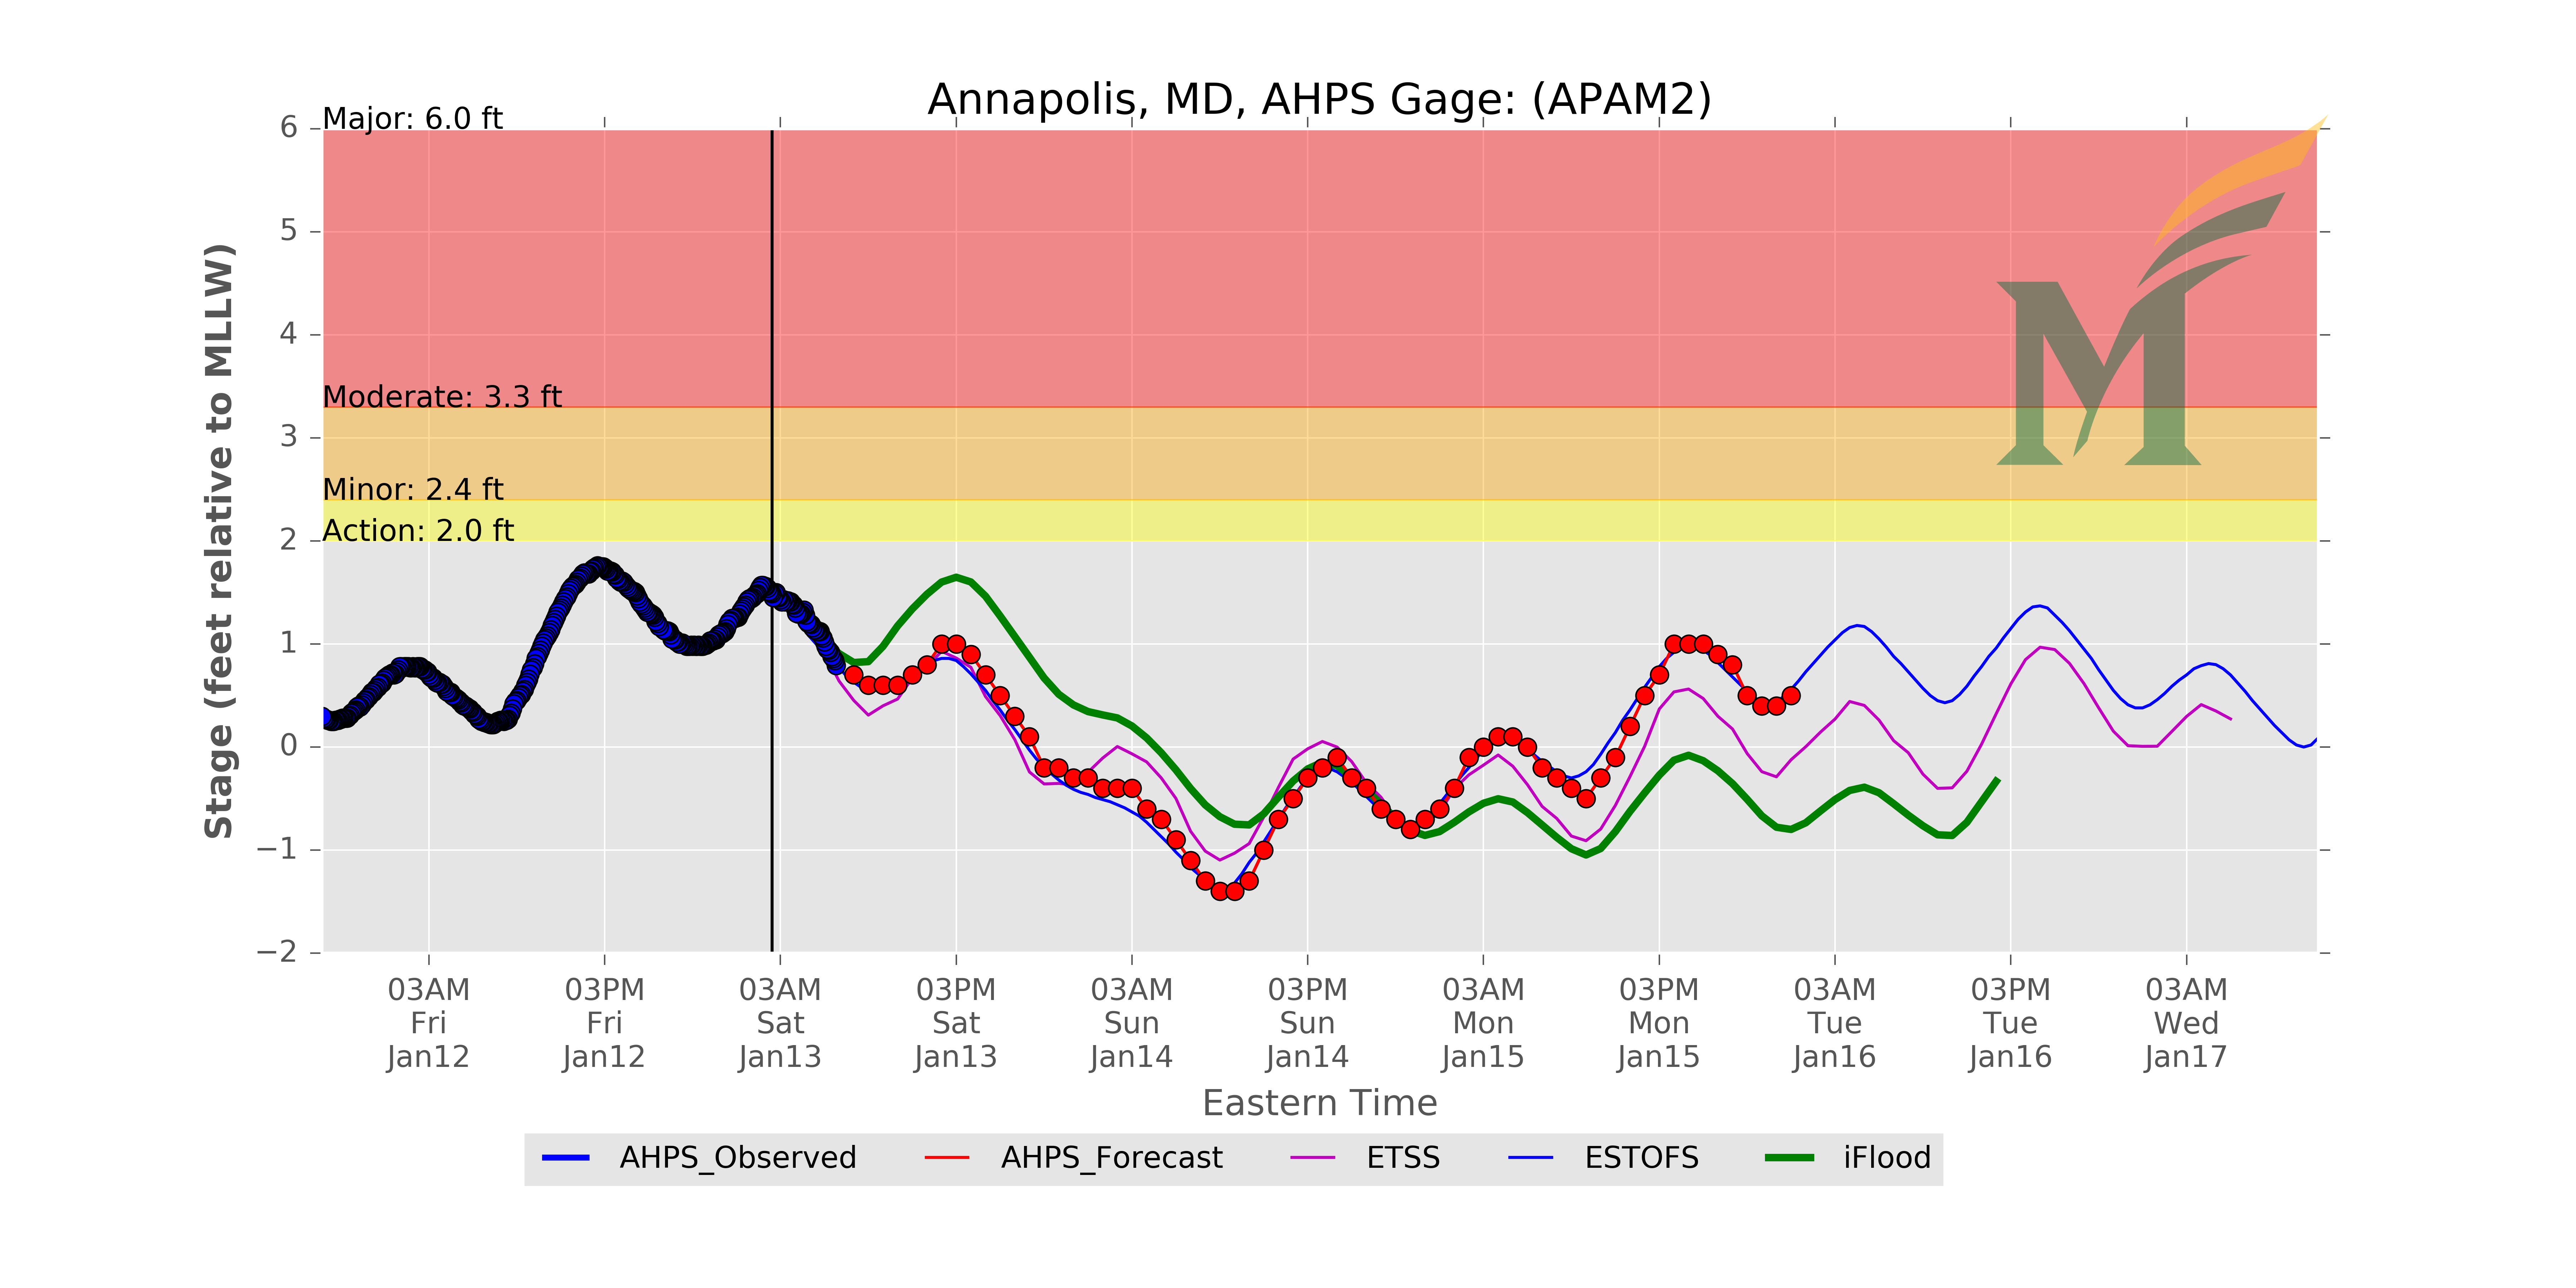 Annapolis, MD, AHPS Gage: (APAM2)
Stage (feet relative to MLLW)
6
5
4
3
2
1
0
−1
−2
Major: 6.0 ft
Moderate: 3.3 ft
Minor: 2.4 ft
Action: 2.0 ft
03AM 03PM 03AM 03PM 03AM 03PM 03AM 03PM 03AM 03PM 03AM
Fri Fri Sat Sat Sun Sun Mon Mon Tue Tue Wed
Jan12 Jan12 Jan13 Jan13 Jan14 Jan14 Jan15 Jan15 Jan16 Jan16 Jan17
Eastern Time
AHPS_Observed AHPS_Forecast ETSS ESTOFS iFlood
M